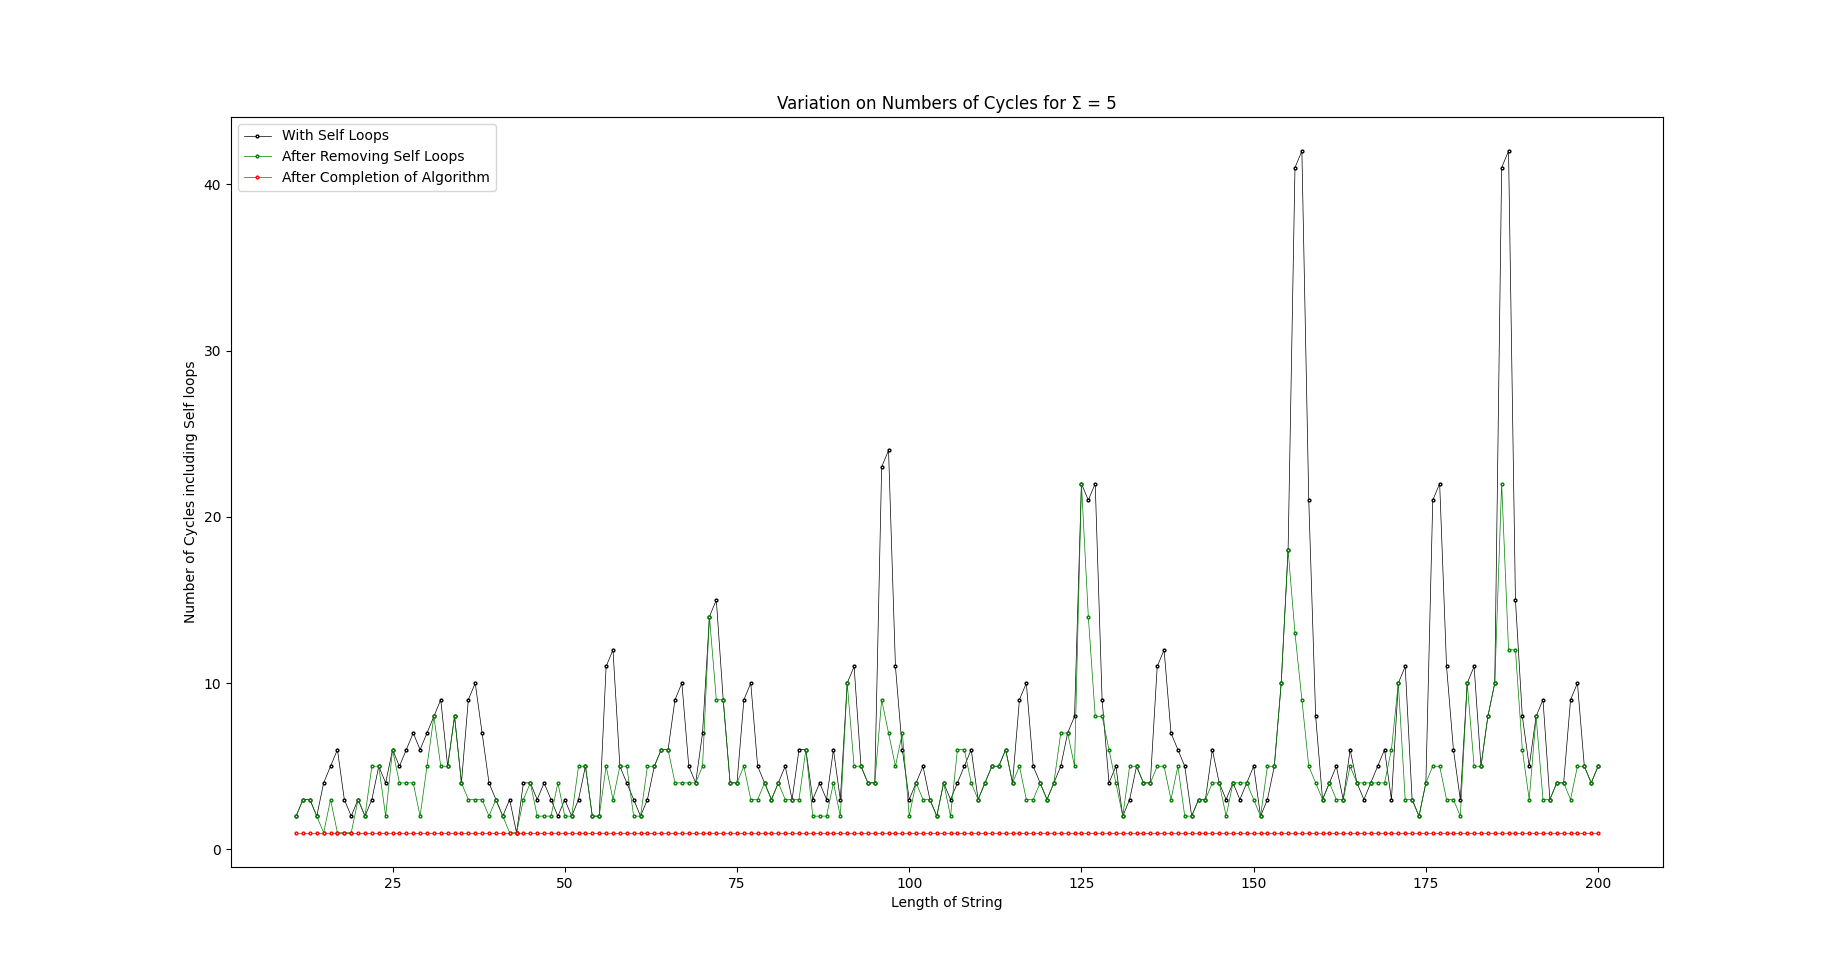 Variation on Numbers of Cycles for Σ = 5
With Self Loops
After Removing Self Loops
After Completion of Algorithm
Number of Cycles including Self loops
40
30
20
10
0
25 50 75 100 125 150 175 200
Length of String